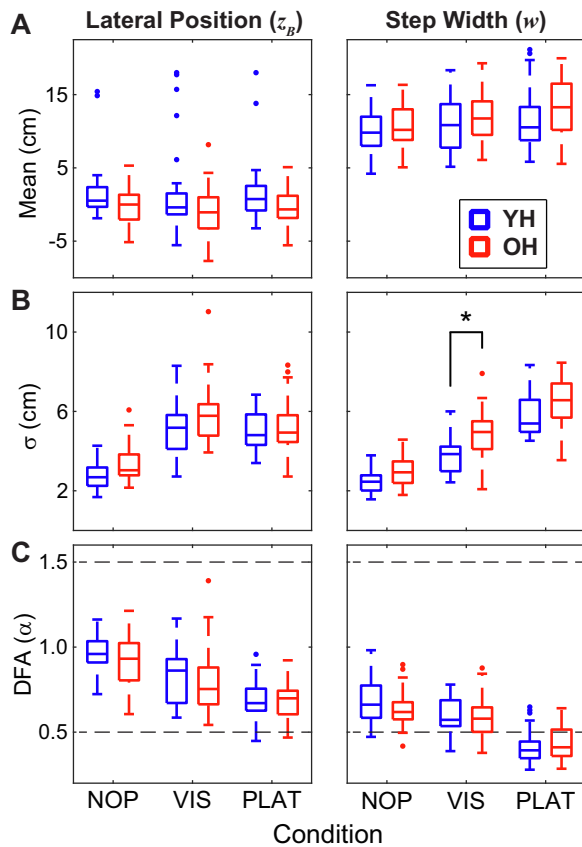 A
Lateral Position (z_B)
Step Width (w)
Mean (cm)
15
5
-5
YH
OH
B
σ (cm)
10
6
2
*
C
DFA (α)
1.5
1.0
0.5
NOP VIS PLAT NOP VIS PLAT
Condition